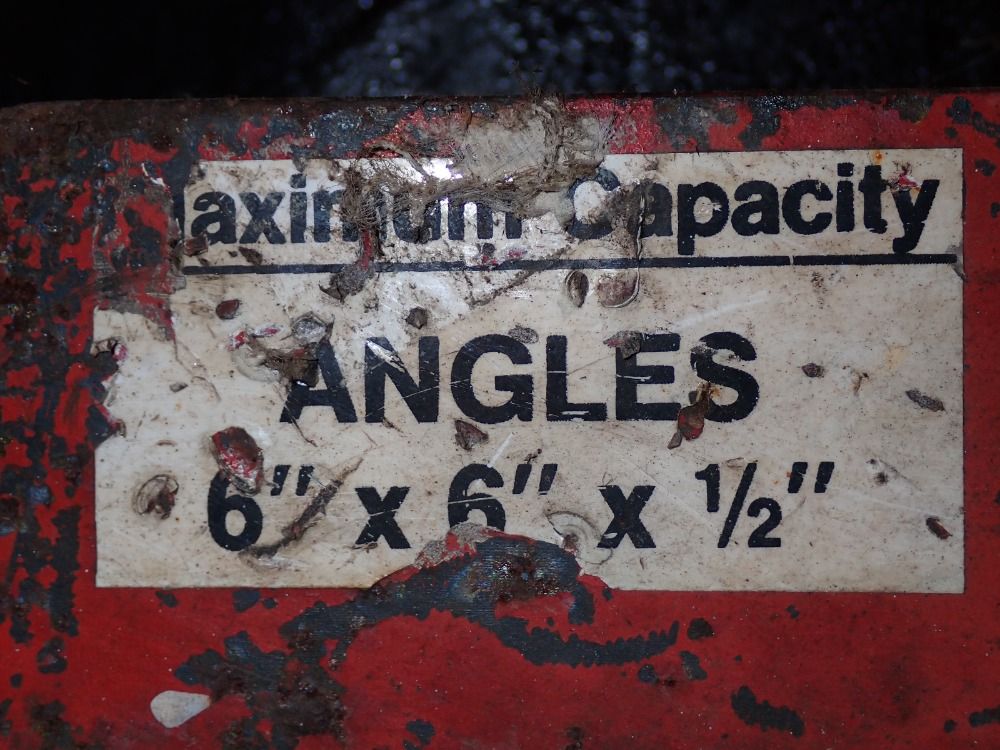 Maximum Capacity
ANGLES
6" x 6" x 1/2"